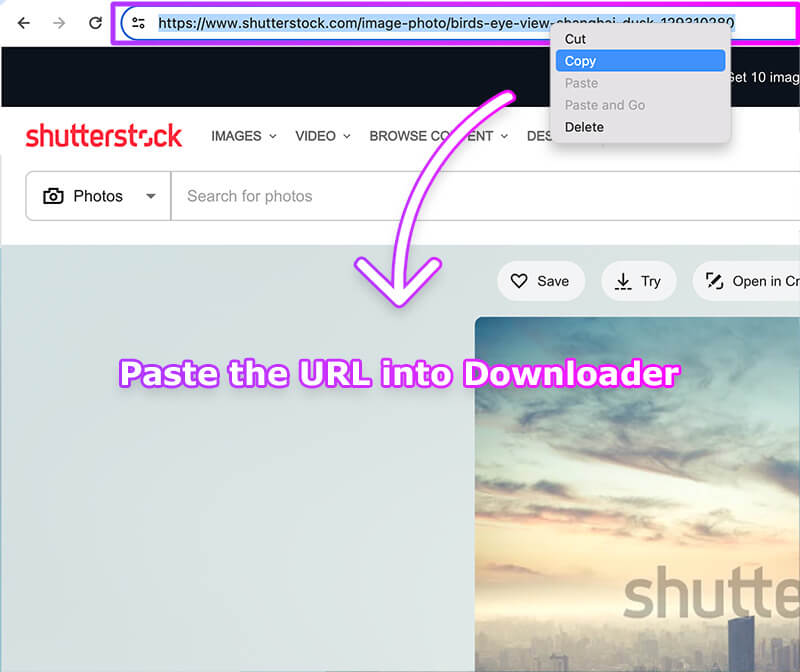 https://www.shutterstock.com/image-photo/birds-eye-view-shanghai-dusk-129310280
Cut
Copy
Paste
Paste and Go
Delete
Get 10 imag
shutterstock
IMAGES
VIDEO
BROWSE CO ENT
DES
Photos
Search for photos
Save
Try
Open in Cr
Paste the URL into Downloader
shutte